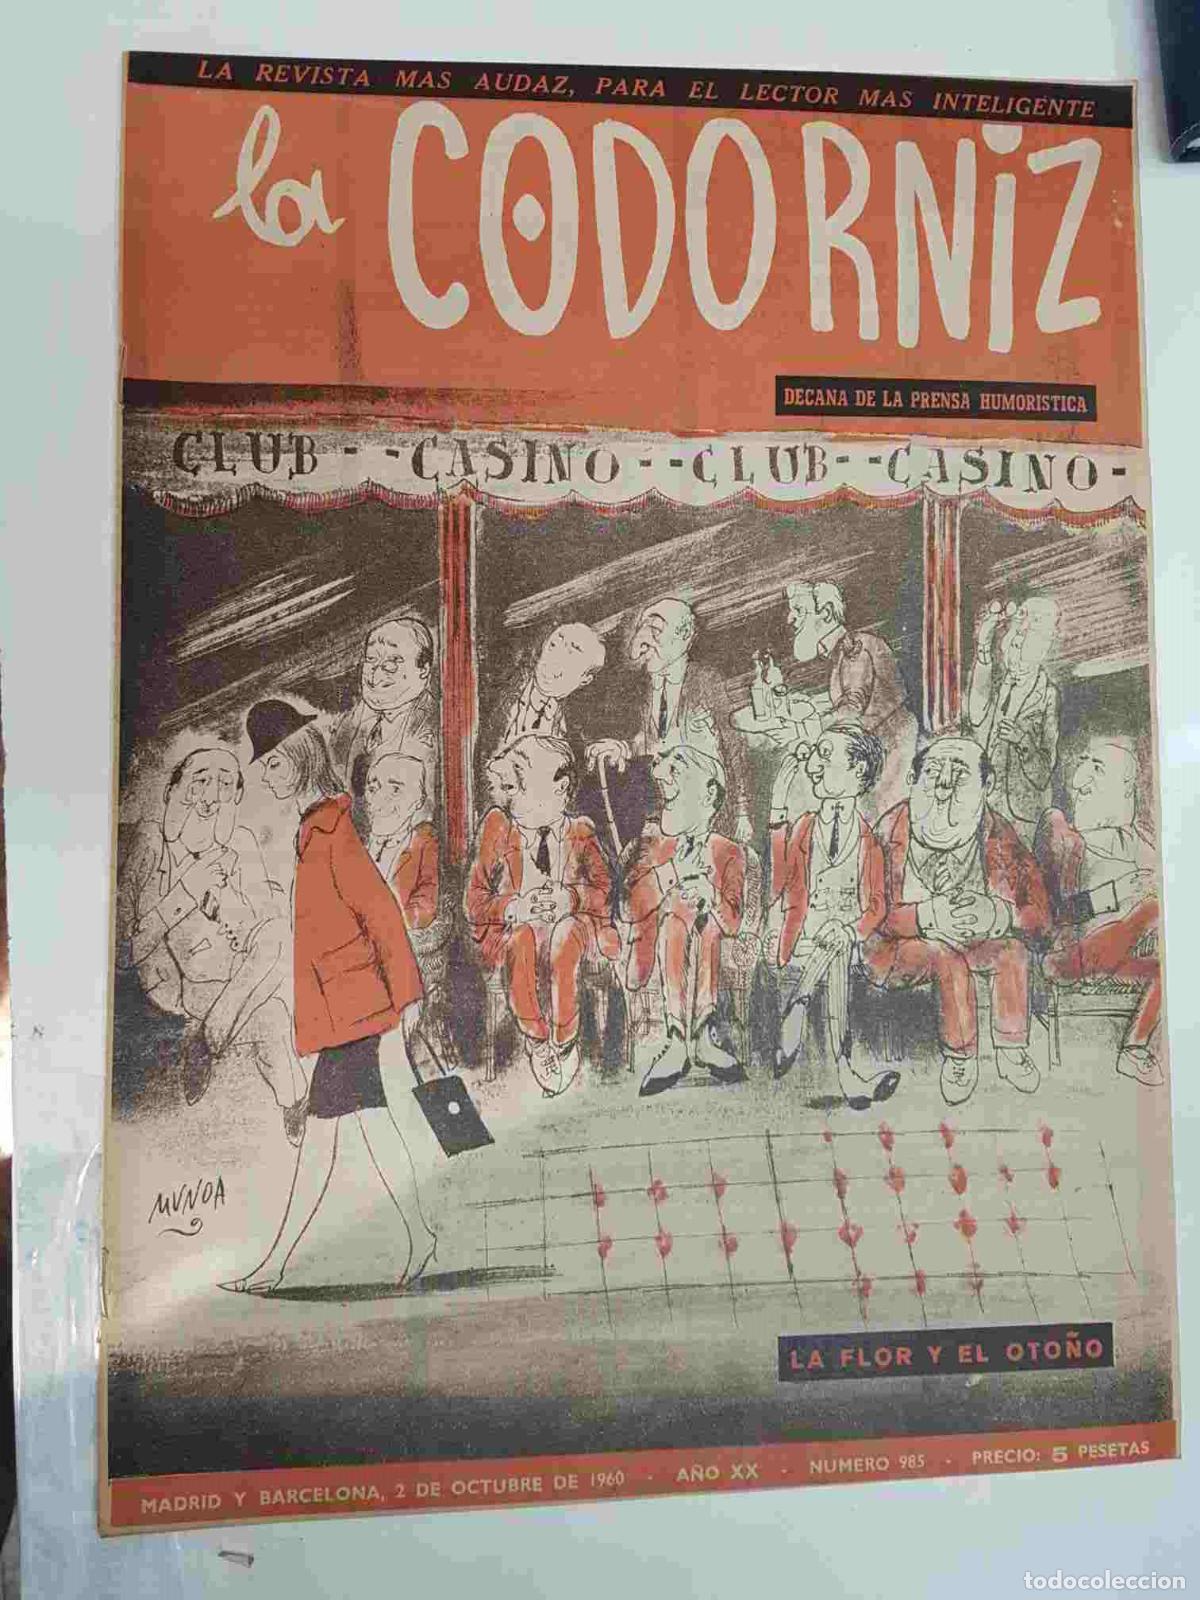 LA REVISTA MAS AUDAZ, PARA EL LECTOR MAS INTELIGENTE
la CODORNiZ
DECANA DE LA PRENSA HUMORISTICA
CLUB - - CASINO - - CLUB - - CASINO -
MUNOA
LA FLOR Y EL OTOÑO
MADRID Y BARCELONA, 2 DE OCTUBRE DE 1960 - AÑO XX - NUMERO 985 - PRECIO: 5 PESETAS
todocoleccion